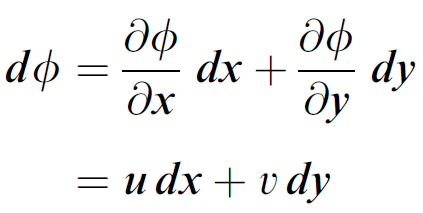 dϕ = ∂ϕ/∂x dx + ∂ϕ/∂y dy
= u dx + v dy